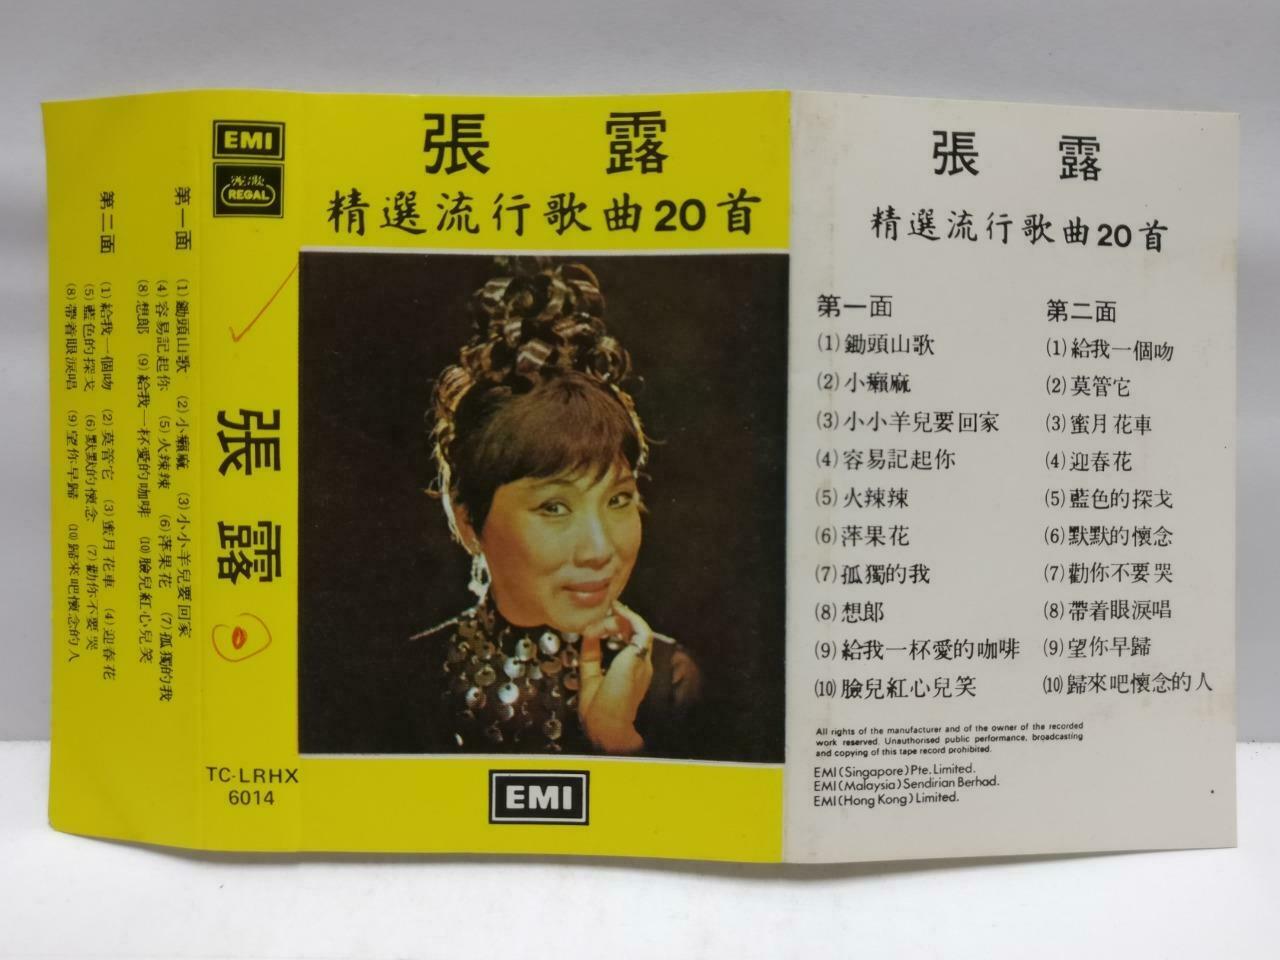 第一面
(1)鋤頭山歌 (2)小癩麻 (3)小小羊兒要回家
(4)容易記起你 (5)火辣辣 (6)萍果花 (7)孤獨的我
(8)想郎 (9)給我一杯愛的咖啡 (10)臉兒紅心兒笑
第二面
(1)給我一個吻 (2)莫管它 (3)蜜月花車 (4)迎春花
(5)藍色的探戈 (6)默默的懷念 (7)勸你不要哭
(8)帶着眼淚唱 (9)望你早歸 (10)歸來吧懷念的人
EMI
麗歌
REGAL
張露
TC-LRHX
6014
張露
精選流行歌曲20首
EMI
張露
精選流行歌曲20首
第一面
(1)鋤頭山歌
(2)小癩麻
(3)小小羊兒要回家
(4)容易記起你
(5)火辣辣
(6)萍果花
(7)孤獨的我
(8)想郎
(9)給我一杯愛的咖啡
(10)臉兒紅心兒笑
第二面
(1)給我一個吻
(2)莫管它
(3)蜜月花車
(4)迎春花
(5)藍色的探戈
(6)默默的懷念
(7)勸你不要哭
(8)帶着眼淚唱
(9)望你早歸
(10)歸來吧懷念的人
All rights of the manufacturer and of the owner of the recorded
work reserved. Unauthorised public performance, broadcasting
and copying of this tape record prohibited.
EMI (Singapore) Pte. Limited.
EMI (Malaysia) Sendirian Berhad.
EMI (Hong Kong) Limited.